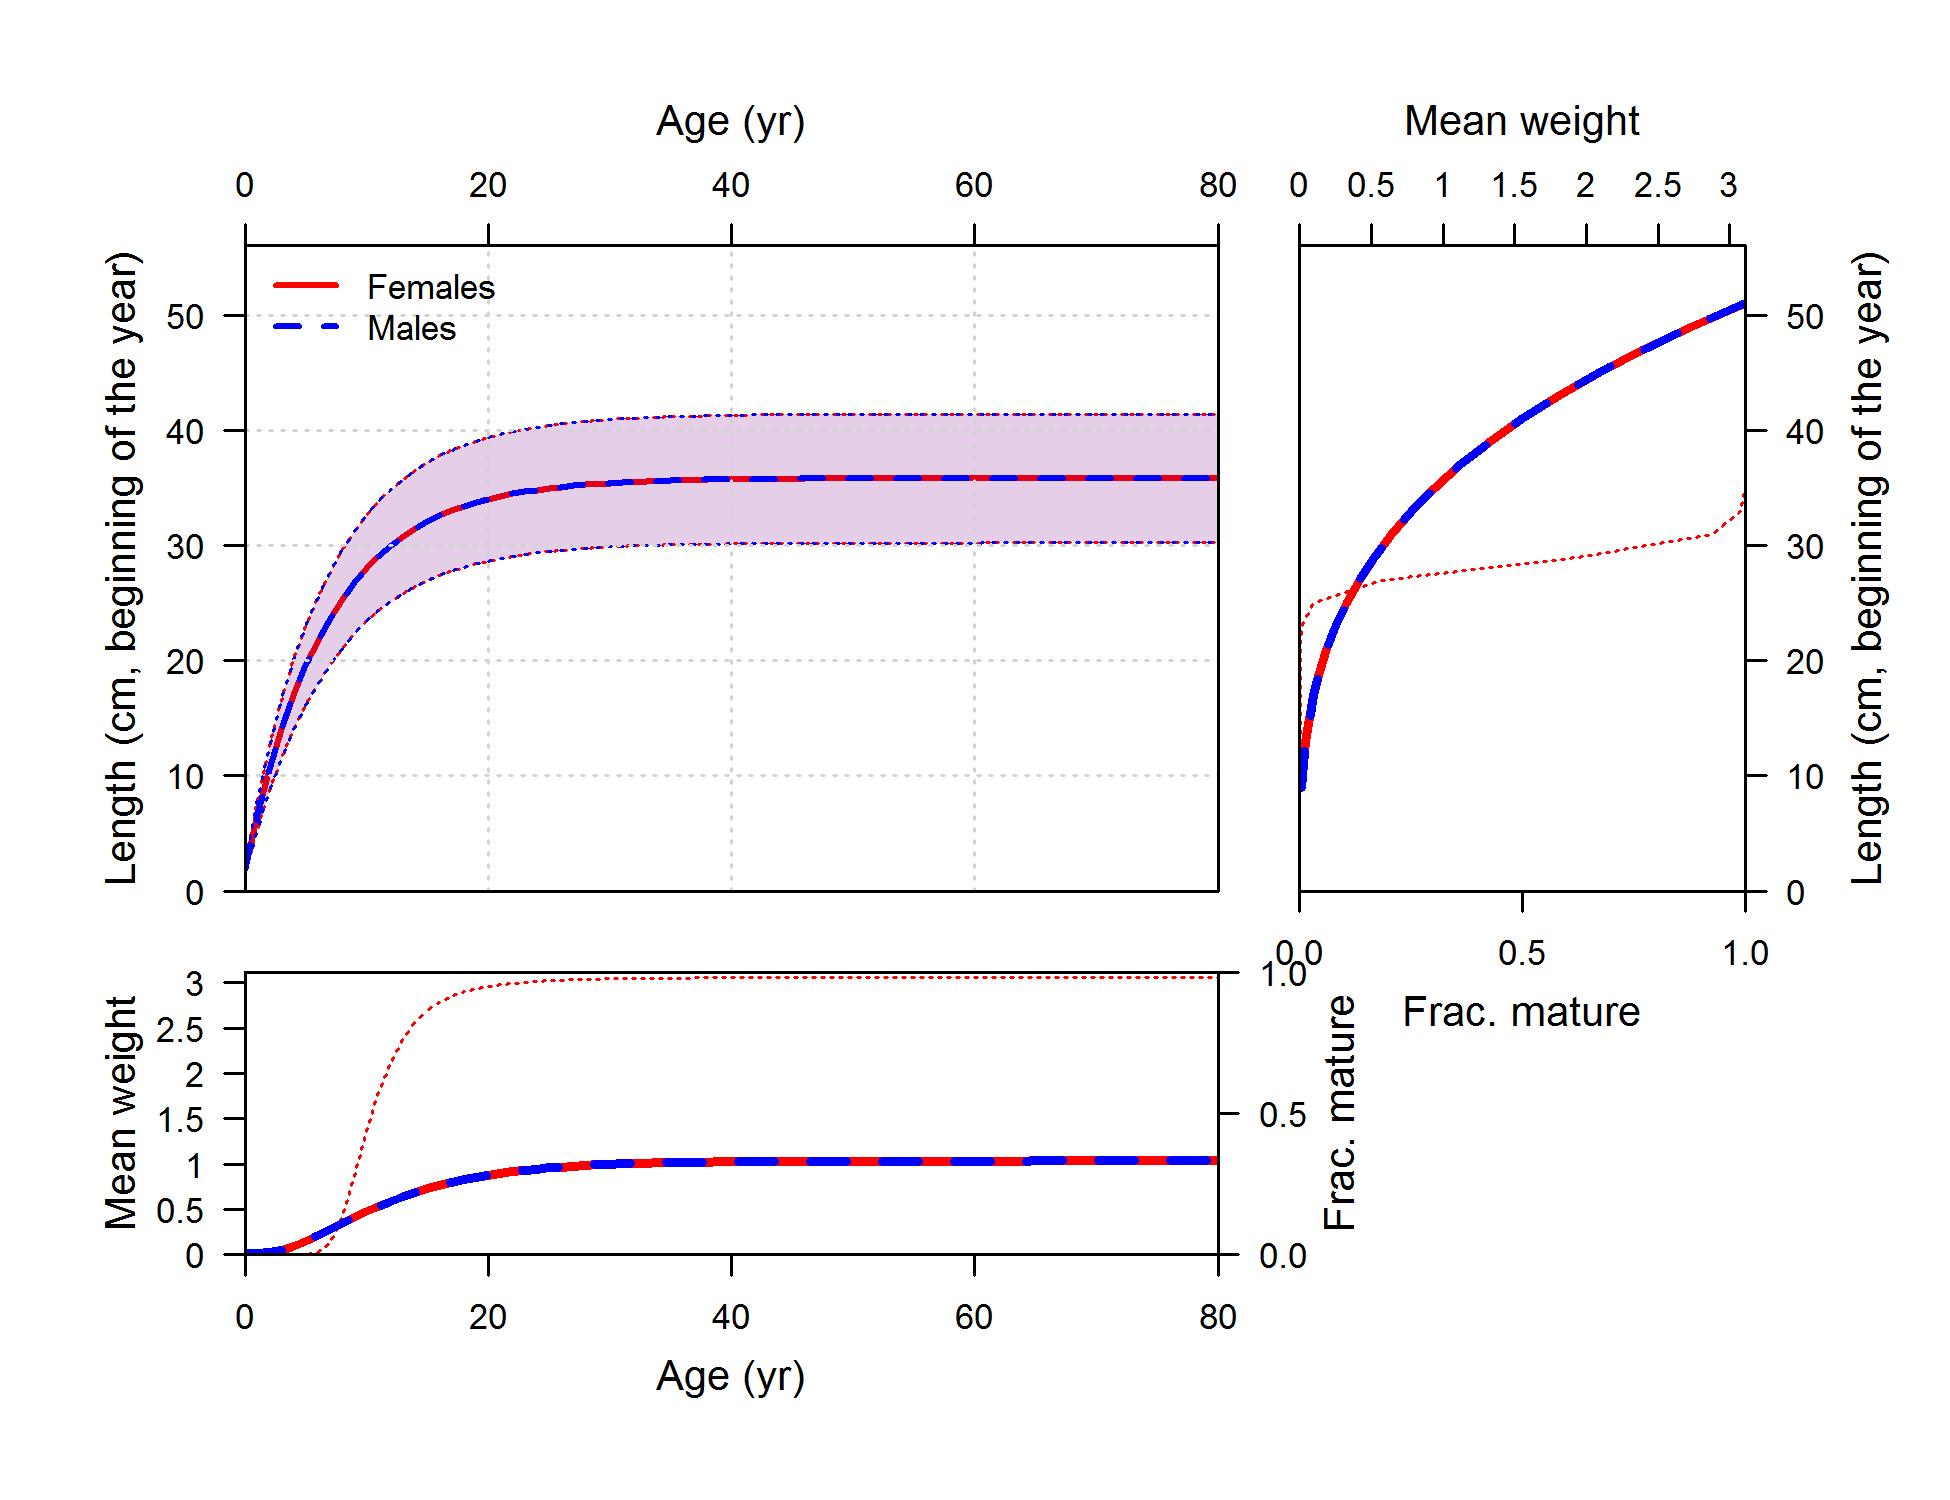 Age (yr)
0 20 40 60 80
Length (cm, beginning of the year)
50
40
30
20
10
0
Females
Males
Mean weight
0 0.5 1 1.5 2 2.5 3
Length (cm, beginning of the year)
50
40
30
20
10
0
0.0 0.5 1.0
Frac. mature
Mean weight
3
2.5
2
1.5
1
0.5
0
1.0
0.5
0.0
Frac. mature
0 20 40 60 80
Age (yr)